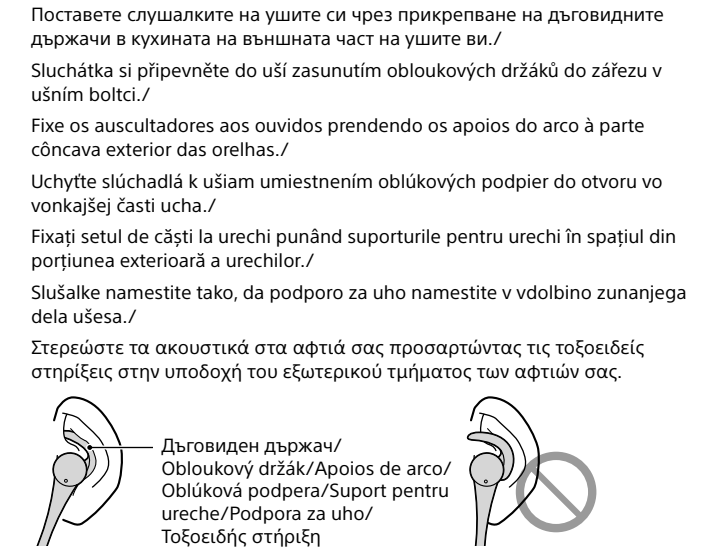 Поставете слушалките на ушите си чрез прикрепване на дъговидните
държачи в кухината на външната част на ушите ви./
Sluchátka si připevněte do uší zasunutím obloukových držáků do zářezu v
ušním boltci./
Fixe os auscultadores aos ouvidos prendendo os apoios do arco à parte
côncava exterior das orelhas./
Uchyťte slúchadlá k ušiam umiestnením oblúkových podpier do otvoru vo
vonkajšej časti ucha./
Fixați setul de căști la urechi punând suporturile pentru urechi în spațiul din
porțiunea exterioară a urechilor./
Slušalke namestite tako, da podporo za uho namestite v vdolbino zunanjega
dela ušesa./
Στερεώστε τα ακουστικά στα αφτιά σας προσαρτώντας τις τοξοειδείς
στηρίξεις στην υποδοχή του εξωτερικού τμήματος των αφτιών σας.
Дъговиден държач/
Obloukový držák/Apoios de arco/
Oblúková podpera/Suport pentru
ureche/Podpora za uho/
Τοξοειδής στήριξη